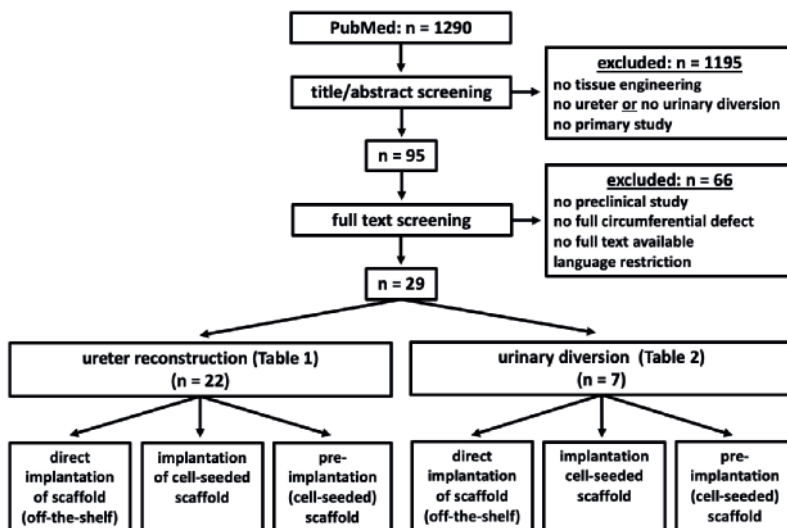 PubMed: n = 1290
title/abstract screening
excluded: n = 1195
no tissue engineering
no ureter or no urinary diversion
no primary study
n = 95
full text screening
excluded: n = 66
no preclinical study
no full circumferential defect
no full text available
language restriction
n = 29
ureter reconstruction (Table 1)
(n = 22)
urinary diversion (Table 2)
(n = 7)
direct
implantation
of scaffold
(off-the-shelf)
implantation
of cell-seeded
scaffold
pre-
implantation
(cell-seeded)
scaffold
direct
implantation
of scaffold
(off-the-shelf)
implantation
cell-seeded
scaffold
pre-
implantation
(cell-seeded)
scaffold